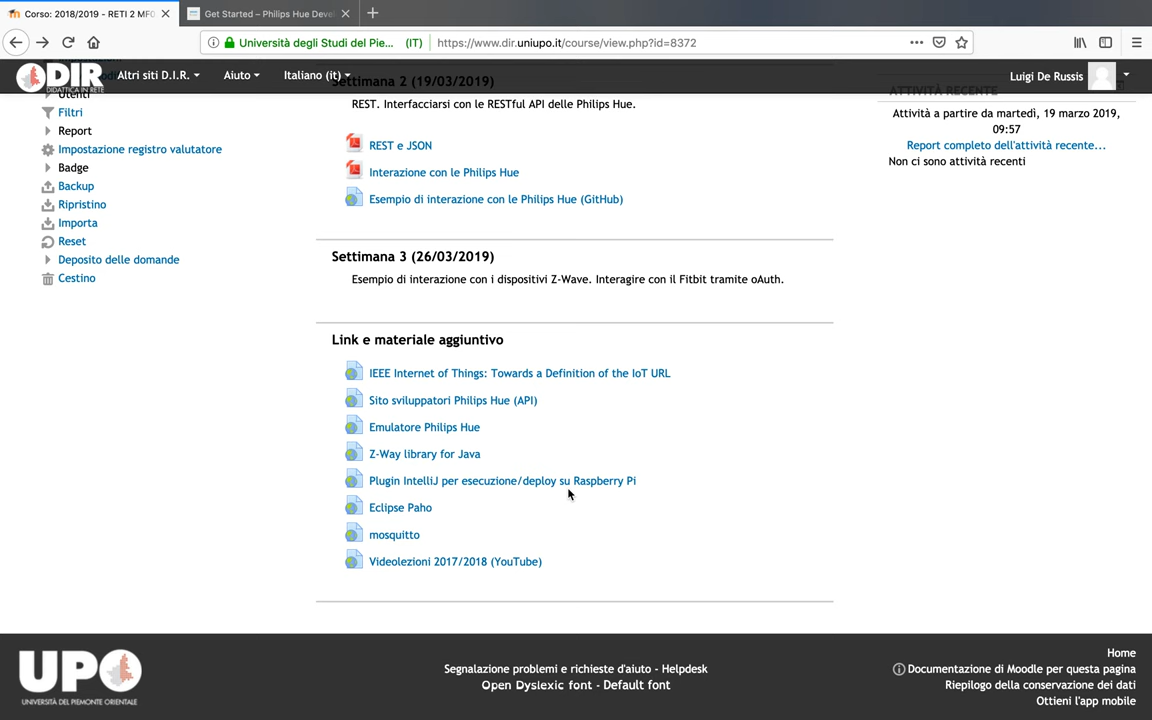 Corso: 2018/2019 - RETI 2 MF0
Get Started – Philips Hue Deve
Università degli Studi del Pie... (IT)
https://www.dir.uniupo.it/course/view.php?id=8372
DIR
DIDATTICA IN RETE
Altri siti D.I.R.
Aiuto
Italiano (it)
Luigi De Russis
Utenti
Filtri
Report
Impostazione registro valutatore
Badge
Backup
Ripristino
Importa
Reset
Deposito delle domande
Cestino
Settimana 2 (19/03/2019)
REST. Interfacciarsi con le RESTful API delle Philips Hue.
REST e JSON
Interazione con le Philips Hue
Esempio di interazione con le Philips Hue (GitHub)
Settimana 3 (26/03/2019)
Esempio di interazione con i dispositivi Z-Wave. Interagire con il Fitbit tramite oAuth.
Link e materiale aggiuntivo
IEEE Internet of Things: Towards a Definition of the IoT URL
Sito sviluppatori Philips Hue (API)
Emulatore Philips Hue
Z-Way library for Java
Plugin IntelliJ per esecuzione/deploy su Raspberry Pi
Eclipse Paho
mosquitto
Videolezioni 2017/2018 (YouTube)
ATTIVITÀ RECENTE
Attività a partire da martedì, 19 marzo 2019,
09:57
Report completo dell'attività recente...
Non ci sono attività recenti
UPO
UNIVERSITÀ DEL PIEMONTE ORIENTALE
Segnalazione problemi e richieste d'aiuto - Helpdesk
Open Dyslexic font - Default font
Home
Documentazione di Moodle per questa pagina
Riepilogo della conservazione dei dati
Ottieni l'app mobile